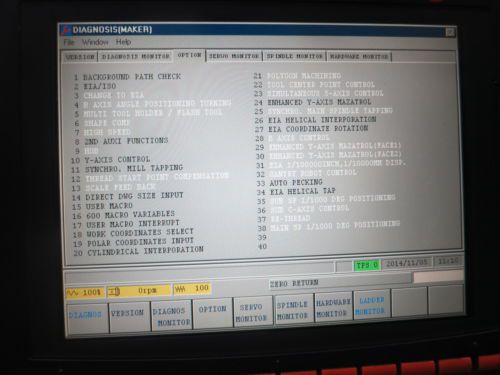 DIAGNOSIS(MAKER)
File Window Help
VERSION DIAGNOSIS MONITOR OPTION SERVO MONITOR SPINDLE MONITOR HARDWARE MONITOR
1 BACKGROUND PATH CHECK
2 EIA/ISO
3 CHANGE TO EIA
4 B AXIS ANGLE POSITIONING TURNING
5 MULTI TOOL HOLDER / FLASH TOOL
6 SHAPE COMP
7 HIGH SPEED
8 2ND AUXI FUNCTIONS
9 HDD
10 Y-AXIS CONTROL
11 SYNCHRO. MILL TAPPING
12 THREAD START POINT COMPENSATION
13 SCALE FEED BACK
14 DIRECT DWG SIZE INPUT
15 USER MACRO
16 600 MACRO VARIABLES
17 USER MACRO INTERRUPT
18 WORK COORDINATES SELECT
19 POLAR COORDINATES INPUT
20 CYLINDRICAL INTERPORATION
21 POLYGON MACHINING
22 TOOL CENTER POINT CONTROL
23 SIMULTANEOUS 5-AXIS CONTROL
24 ENHANCED Y-AXIS MAZATROL
25 SYNCHRO. MAIN SPINDLE TAPPING
26 EIA HELICAL INTERPORATION
27 EIA COORDINATE ROTATION
28 B AXIS CONTROL
29 ENHANCED Y-AXIS MAZATROL(FACE1)
30 ENHANCED Y-AXIS MAZATROL(FACE2)
31 EIA 1/100000INCH,1/10000MM DISP.
32 GANTRY ROBOT CONTROL
33 AUTO PECKING
34 EIA HELICAL TAP
35 SUB SP 1/1000 DEG POSITIONING
36 SUB C-AXIS CONTROL
37 RE-THREAD
38 MAIN SP 1/1000 DEG POSITIONING
39
40
TPS 0 2014/11/05 11:10
100% 0rpm 100 ZERO RETURN
DIAGNOS VERSION DIAGNOS MONITOR OPTION SERVO MONITOR SPINDLE MONITOR HARDWARE MONITOR LADDER MONITOR